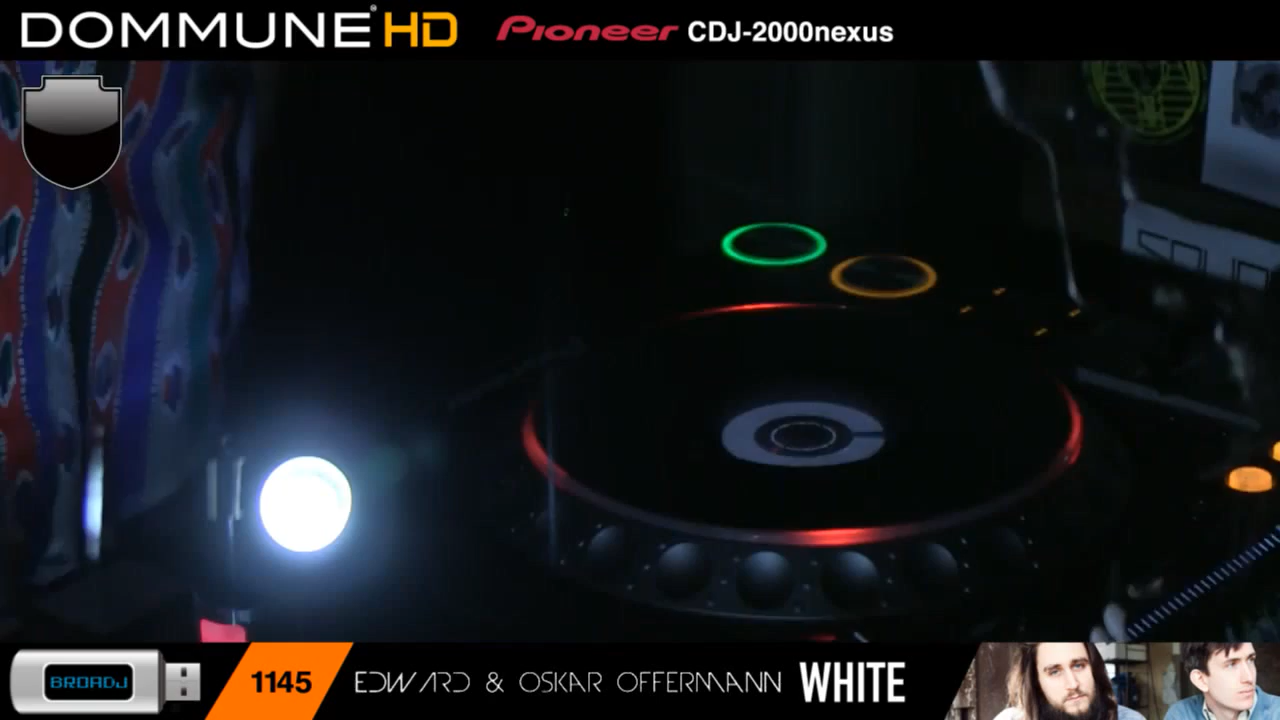 DOMMUNE HD Pioneer CDJ-2000nexus
BROADJ 1145 EDWARD & OSKAR OFFERMANN WHITE